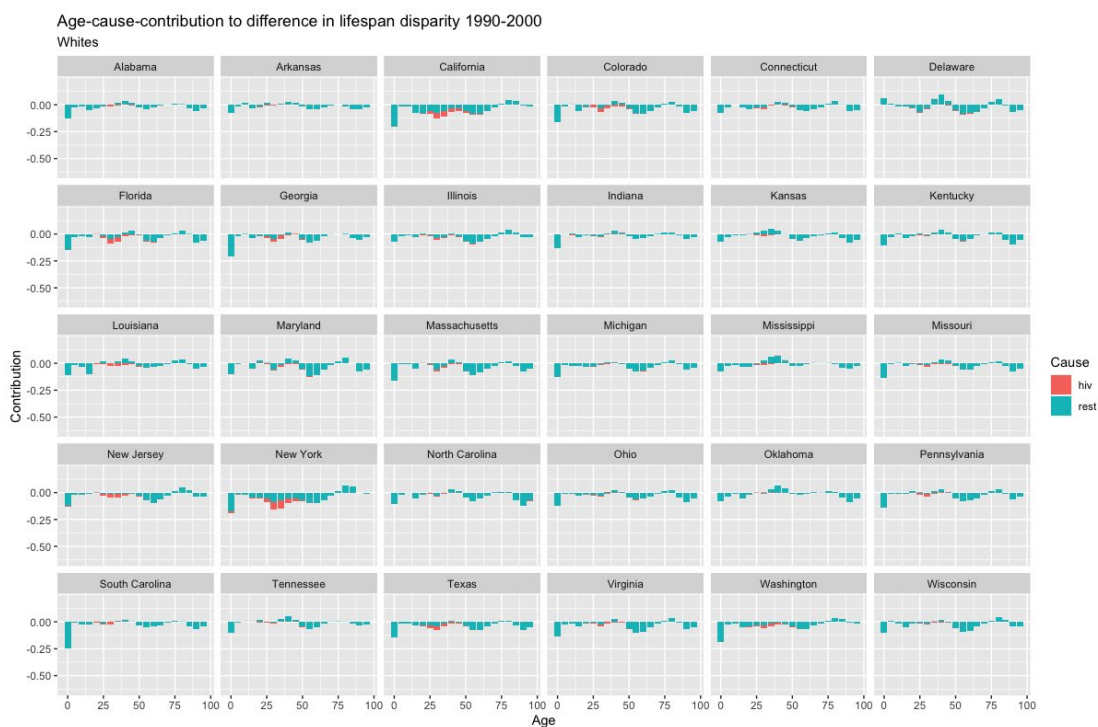 Age-cause-contribution to difference in lifespan disparity 1990-2000
Whites
Alabama Arkansas California Colorado Connecticut Delaware
0.00
-0.25
-0.50
Florida Georgia Illinois Indiana Kansas Kentucky
0.00
-0.25
-0.50
Louisiana Maryland Massachusetts Michigan Mississippi Missouri
0.00
-0.25
-0.50
New Jersey New York North Carolina Ohio Oklahoma Pennsylvania
0.00
-0.25
-0.50
South Carolina Tennessee Texas Virginia Washington Wisconsin
0.00
-0.25
-0.50
0 25 50 75 100 0 25 50 75 100 0 25 50 75 100 0 25 50 75 100 0 25 50 75 100 0 25 50 75 100
Age
Contribution
Cause
hiv
rest